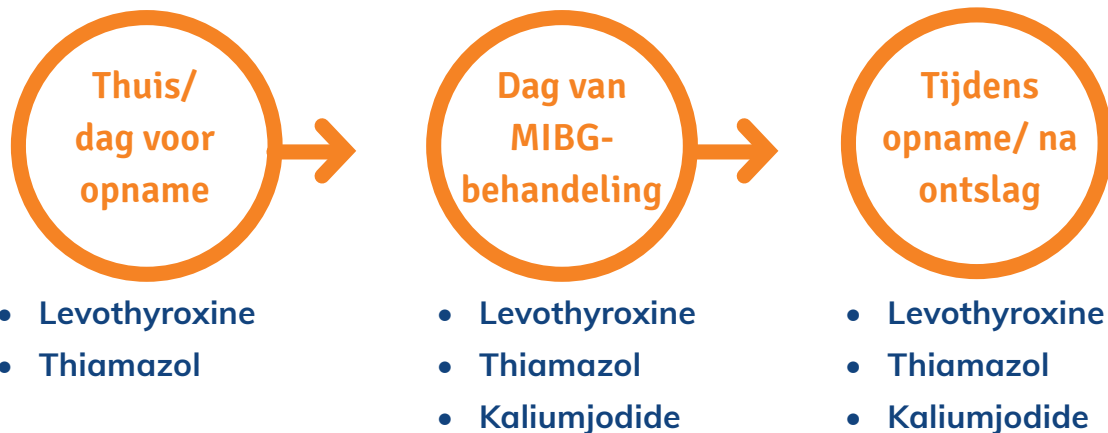 Thuis/
dag voor
opname
Dag van
MIBG-
behandeling
Tijdens
opname/ na
ontslag
• Levothyroxine
• Thiamazol
• Levothyroxine
• Thiamazol
• Kaliumjodide
• Levothyroxine
• Thiamazol
• Kaliumjodide